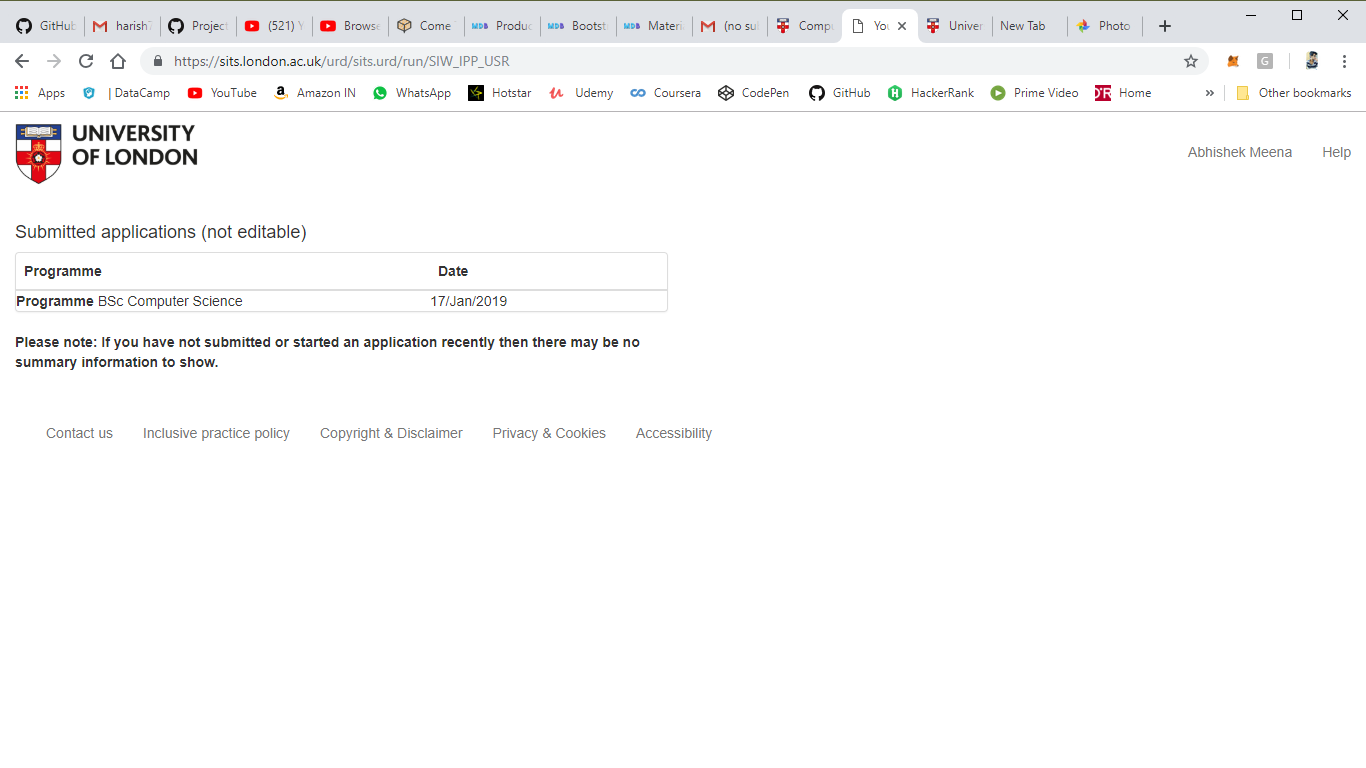 GitHub harish7 Project (521) Y Browse Come Produc Bootst Materi (no sul Compu You Univer New Tab Photo
https://sits.london.ac.uk/urd/sits.urd/run/SIW_IPP_USR
Apps | DataCamp YouTube Amazon IN WhatsApp Hotstar Udemy Coursera CodePen GitHub HackerRank Prime Video Home » Other bookmarks
UNIVERSITY
OF LONDON
Abhishek Meena Help
Submitted applications (not editable)
Programme Date
Programme BSc Computer Science 17/Jan/2019
Please note: If you have not submitted or started an application recently then there may be no
summary information to show.
Contact us Inclusive practice policy Copyright & Disclaimer Privacy & Cookies Accessibility